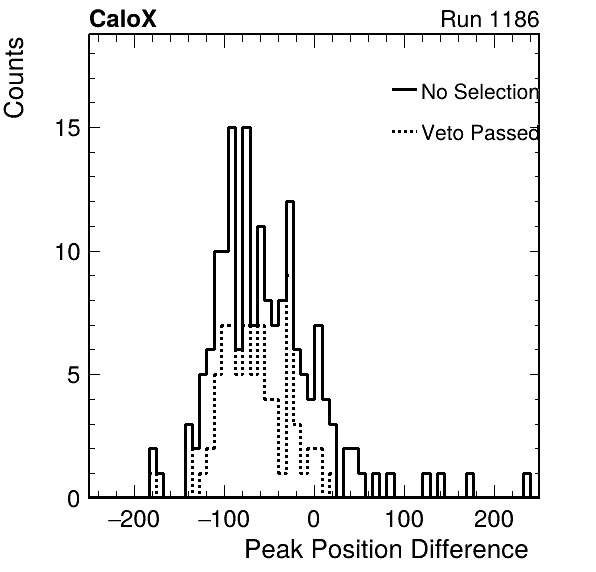 CaloX
Run 1186
Counts
No Selection
Veto Passed
15
10
5
0
−200
−100
0
100
200
Peak Position Difference